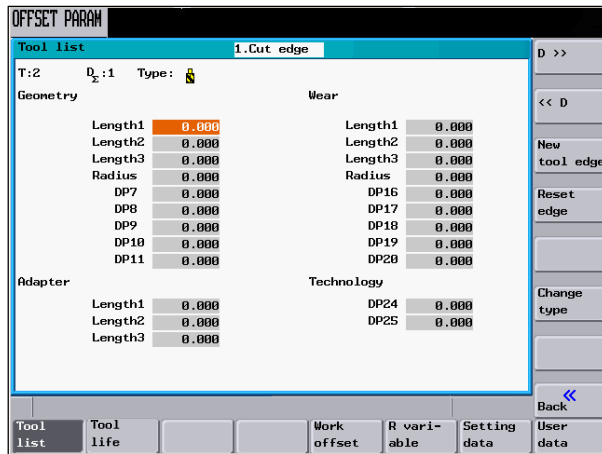 OFFSET PARAM
Tool list
1.Cut edge
T:2 DΣ:1 Type:
Geometry
Length1 0.000
Length2 0.000
Length3 0.000
Radius 0.000
DP7 0.000
DP8 0.000
DP9 0.000
DP10 0.000
DP11 0.000
Adapter
Length1 0.000
Length2 0.000
Length3 0.000
Wear
Length1 0.000
Length2 0.000
Length3 0.000
Radius 0.000
DP16 0.000
DP17 0.000
DP18 0.000
DP19 0.000
DP20 0.000
Technology
DP24 0.000
DP25 0.000
D >>
<< D
New
tool edge
Reset
edge
Change
type
«
Back
Tool
list
Tool
life
Work
offset
R vari-
able
Setting
data
User
data